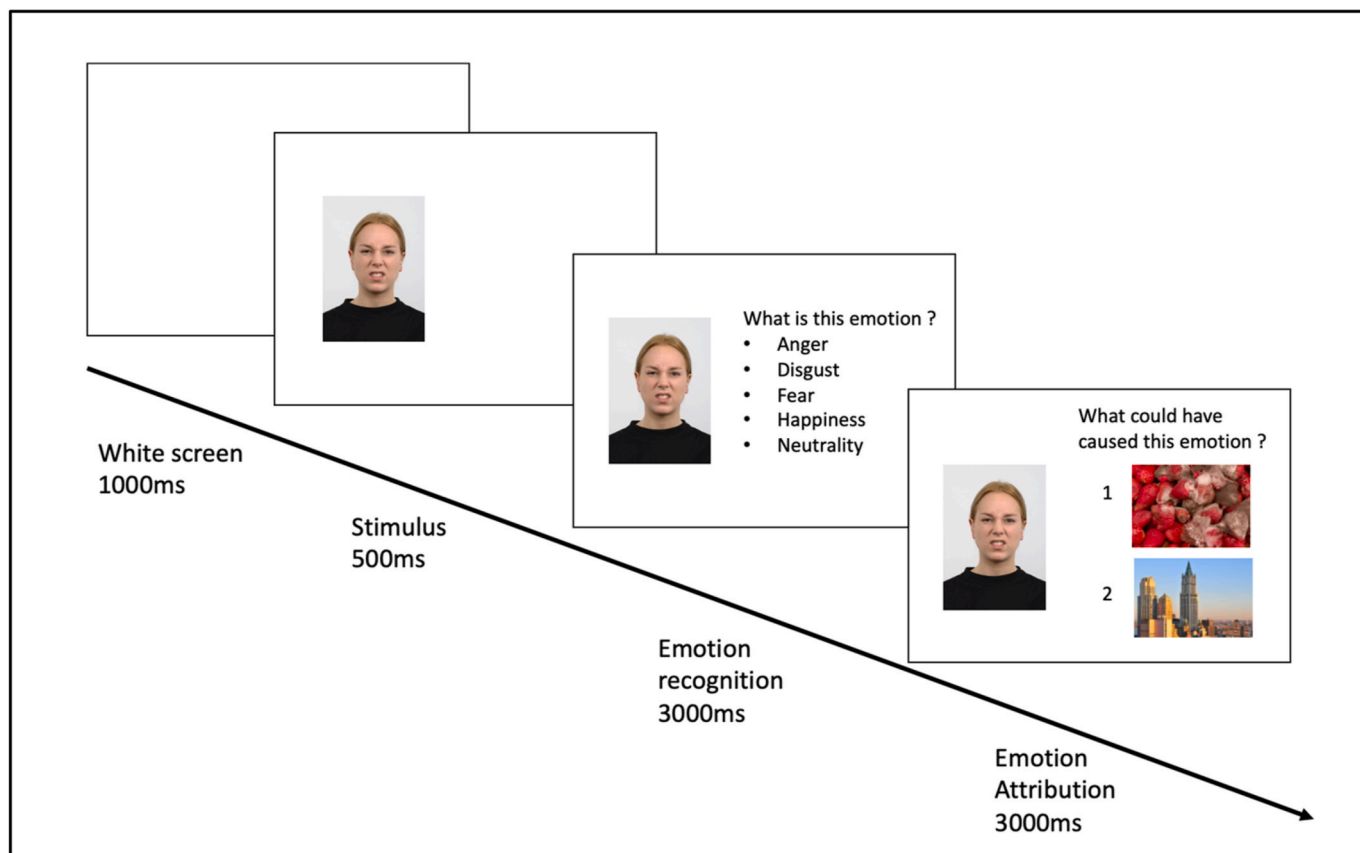 White screen
1000ms
Stimulus
500ms
What is this emotion ?
• Anger
• Disgust
• Fear
• Happiness
• Neutrality
Emotion
recognition
3000ms
What could have
caused this emotion ?
1
2
Emotion
Attribution
3000ms